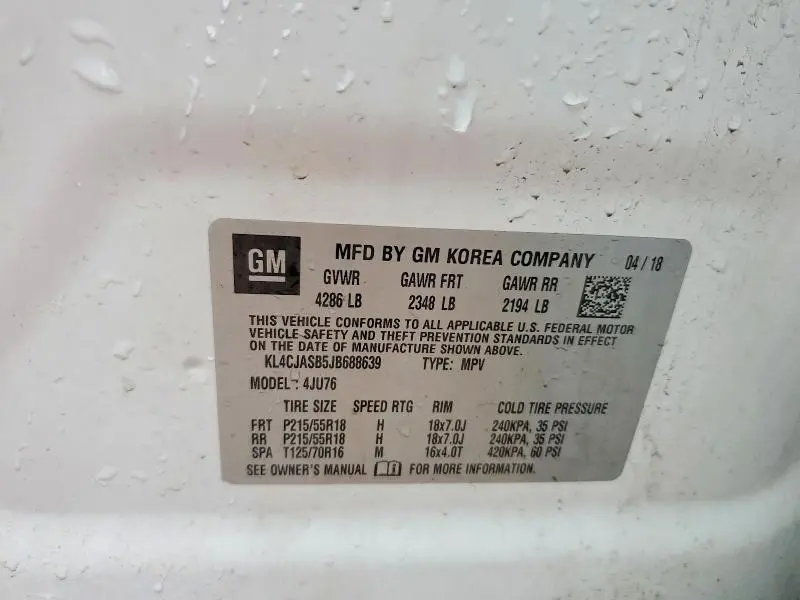 GM MFD BY GM KOREA COMPANY 04 / 18
GVWR GAWR FRT GAWR RR
4286 LB 2348 LB 2194 LB
THIS VEHICLE CONFORMS TO ALL APPLICABLE U.S. FEDERAL MOTOR
VEHICLE SAFETY AND THEFT PREVENTION STANDARDS IN EFFECT
ON THE DATE OF MANUFACTURE SHOWN ABOVE.
KL4CJASB5JB688639 TYPE: MPV
MODEL : 4JU76
TIRE SIZE SPEED RTG RIM COLD TIRE PRESSURE
FRT P215/55R18 H 18x7.0J 240KPA, 35 PSI
RR P215/55R18 H 18x7.0J 240KPA, 35 PSI
SPA T125/70R16 M 16x4.0T 420KPA, 60 PSI
SEE OWNER'S MANUAL FOR MORE INFORMATION.